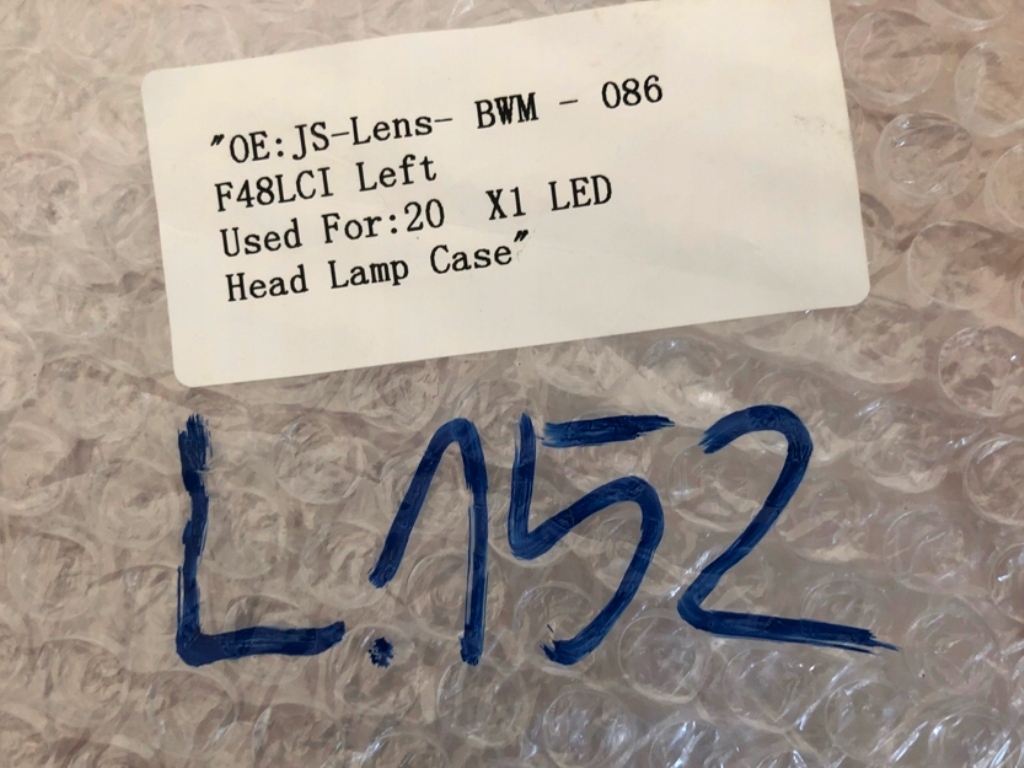 "OE:JS-Lens- BWM - 086
F48LCI Left
Used For:20 X1 LED
Head Lamp Case"
L.152